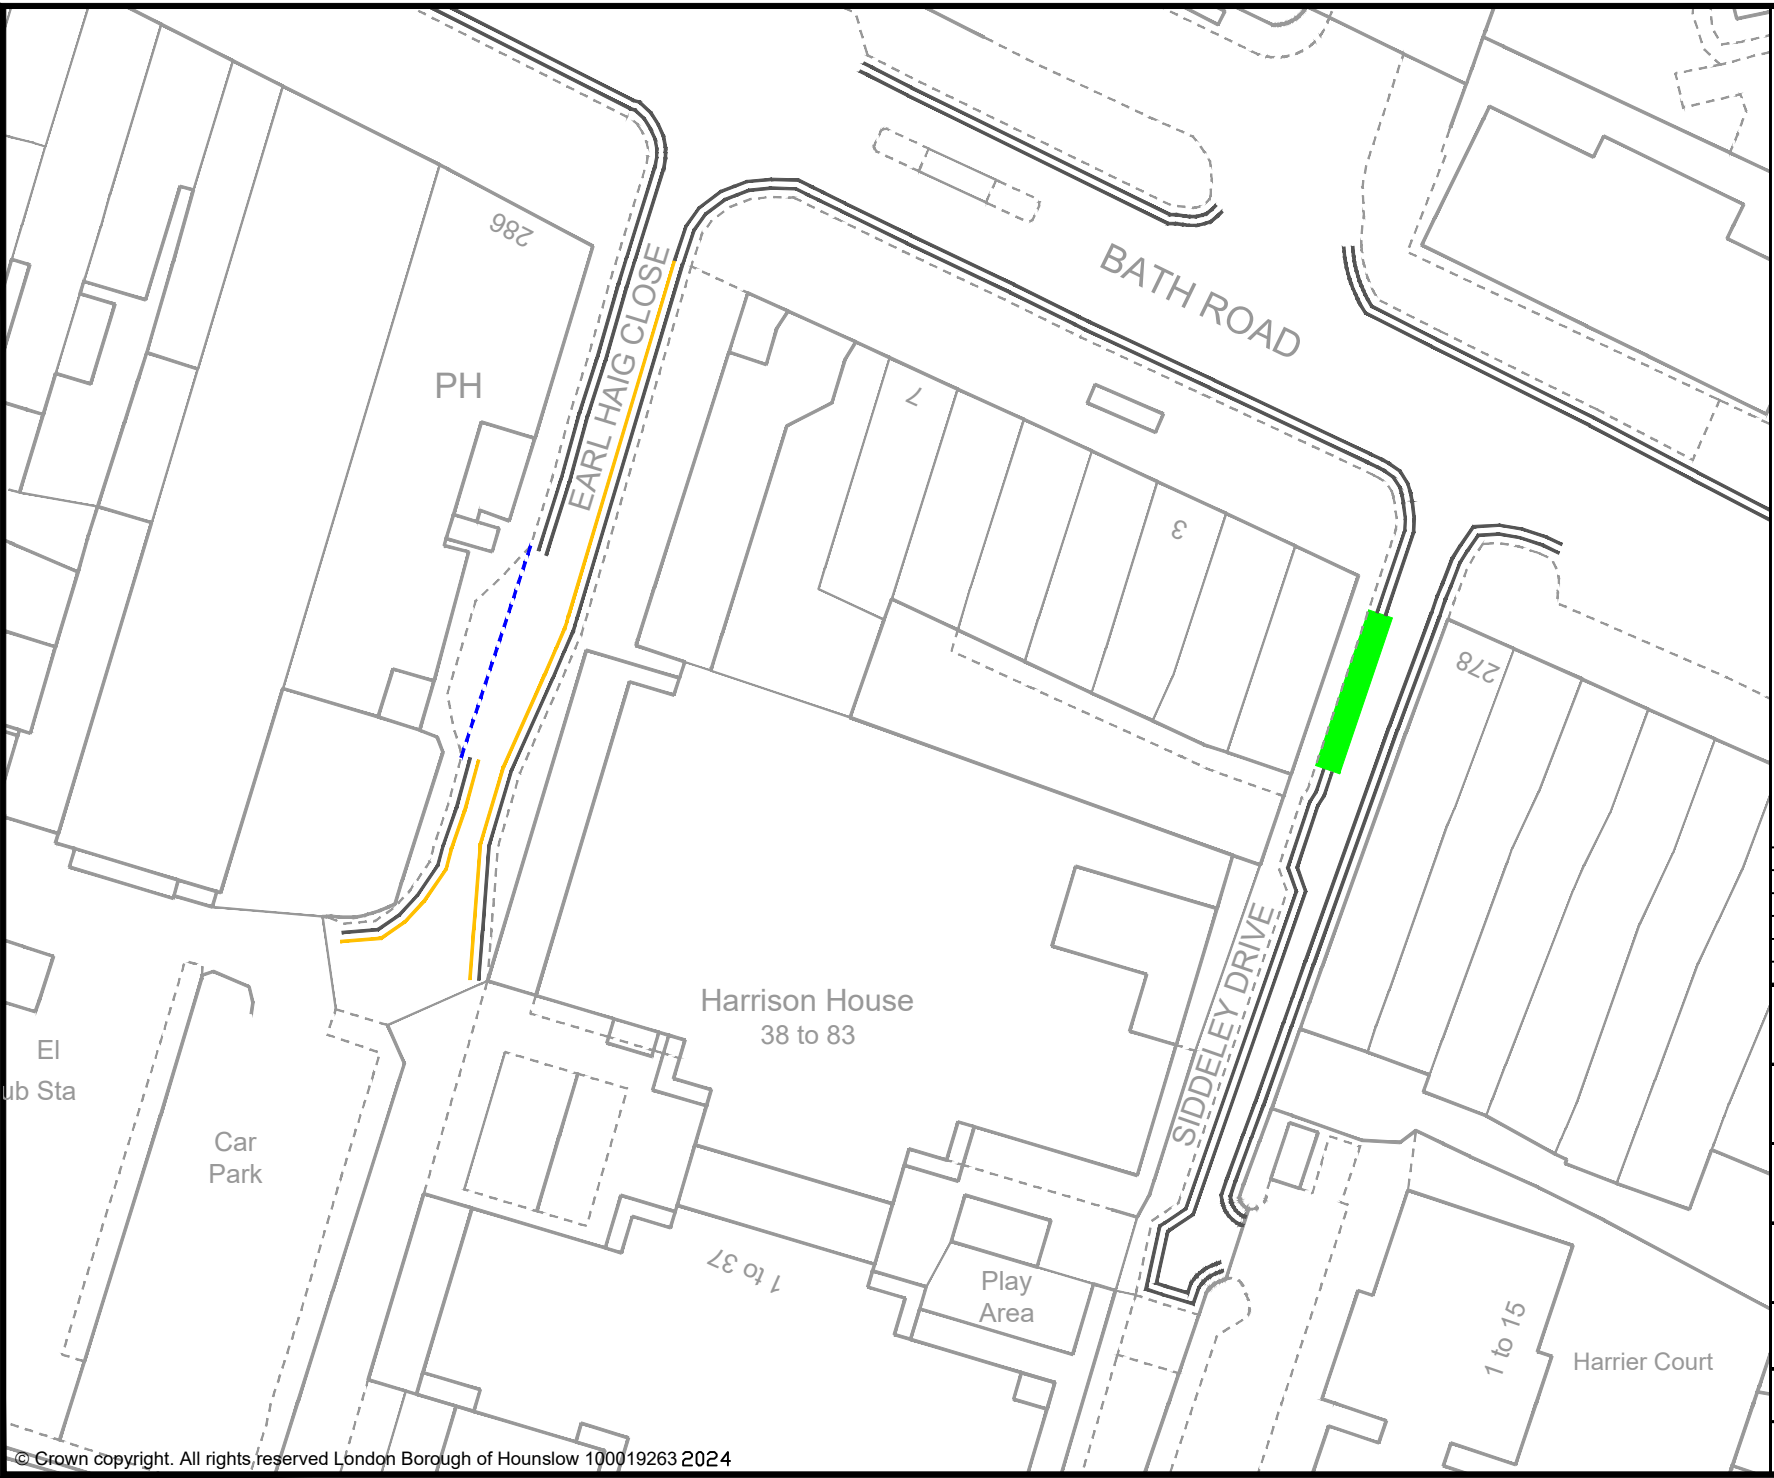 286
EARL HAIG CLOSE
BATH ROAD
PH
7
3
278
SIDDELEY DRIVE
Harrison House
38 to 83
El
ub Sta
Car
Park
1 to 37
Play
Area
1 to 15
Harrier Court
© Crown copyright. All rights reserved London Borough of Hounslow 100019263 2024